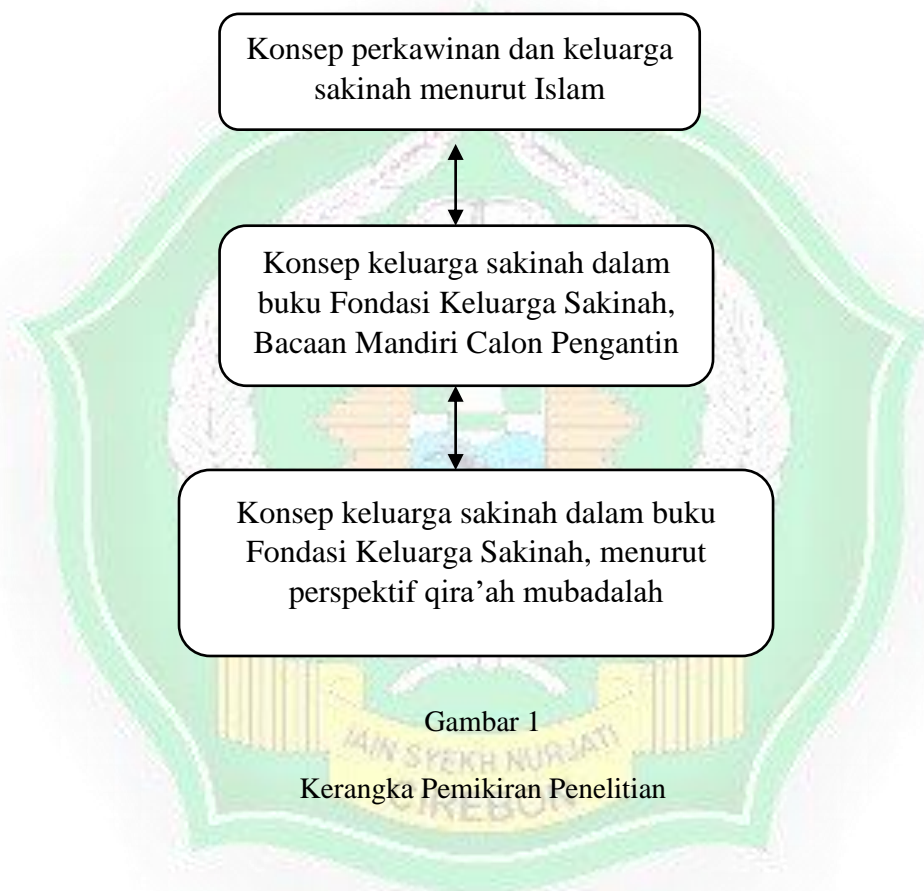 Konsep perkawinan dan keluarga
sakinah menurut Islam
Konsep keluarga sakinah dalam
buku Fondasi Keluarga Sakinah,
Bacaan Mandiri Calon Pengantin
Konsep keluarga sakinah dalam buku
Fondasi Keluarga Sakinah, menurut
perspektif qira’ah mubadalah
Gambar 1
IAIN SYEKH NURJATI
Kerangka Pemikiran Penelitian
CIREBON